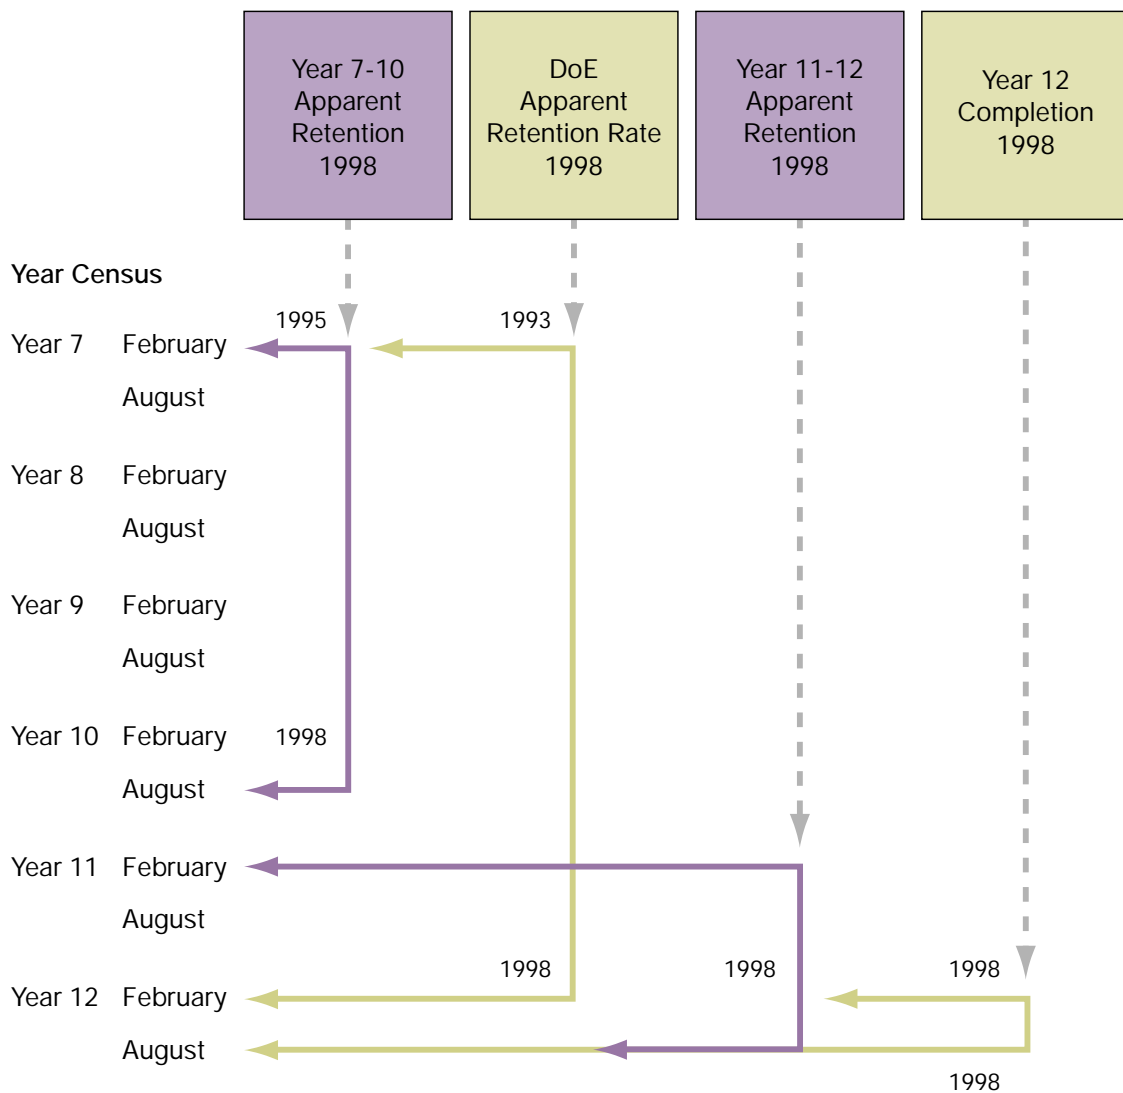 Year 7-10
Apparent
Retention
1998
DoE
Apparent
Retention Rate
1998
Year 11-12
Apparent
Retention
1998
Year 12
Completion
1998
Year Census
1995
1993
Year 7 February
August
Year 8 February
August
Year 9 February
August
Year 10 February 1998
August
Year 11 February
August
1998 1998 1998
Year 12 February
August
1998